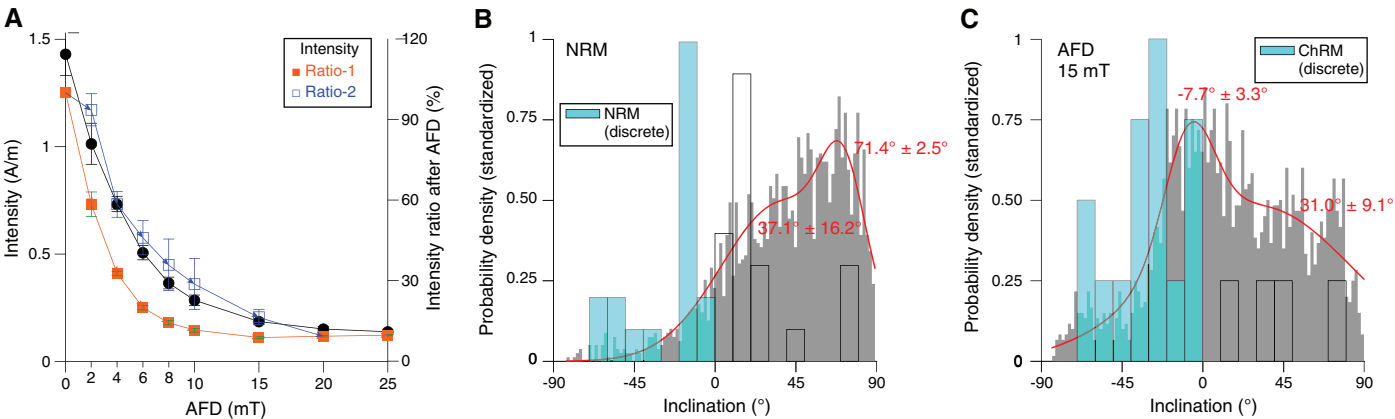 A
1.5
1
0.5
0
Intensity (A/m)
0
2
4
6
8
10
15
20
25
AFD (mT)
120
90
60
30
0
Intensity ratio after AFD (%)
Intensity
Ratio-1
Ratio-2
B
NRM
NRM
(discrete)
1
0.75
0.50
0.25
0
Probability density (standardized)
71.4° ± 2.5°
37.1° ± 16.2°
-90
-45
0
45
90
Inclination (°)
C
AFD
15 mT
ChRM
(discrete)
1
0.75
0.50
0.25
0
Probability density (standardized)
-7.7° ± 3.3°
31.0° ± 9.1°
-90
-45
0
45
90
Inclination (°)